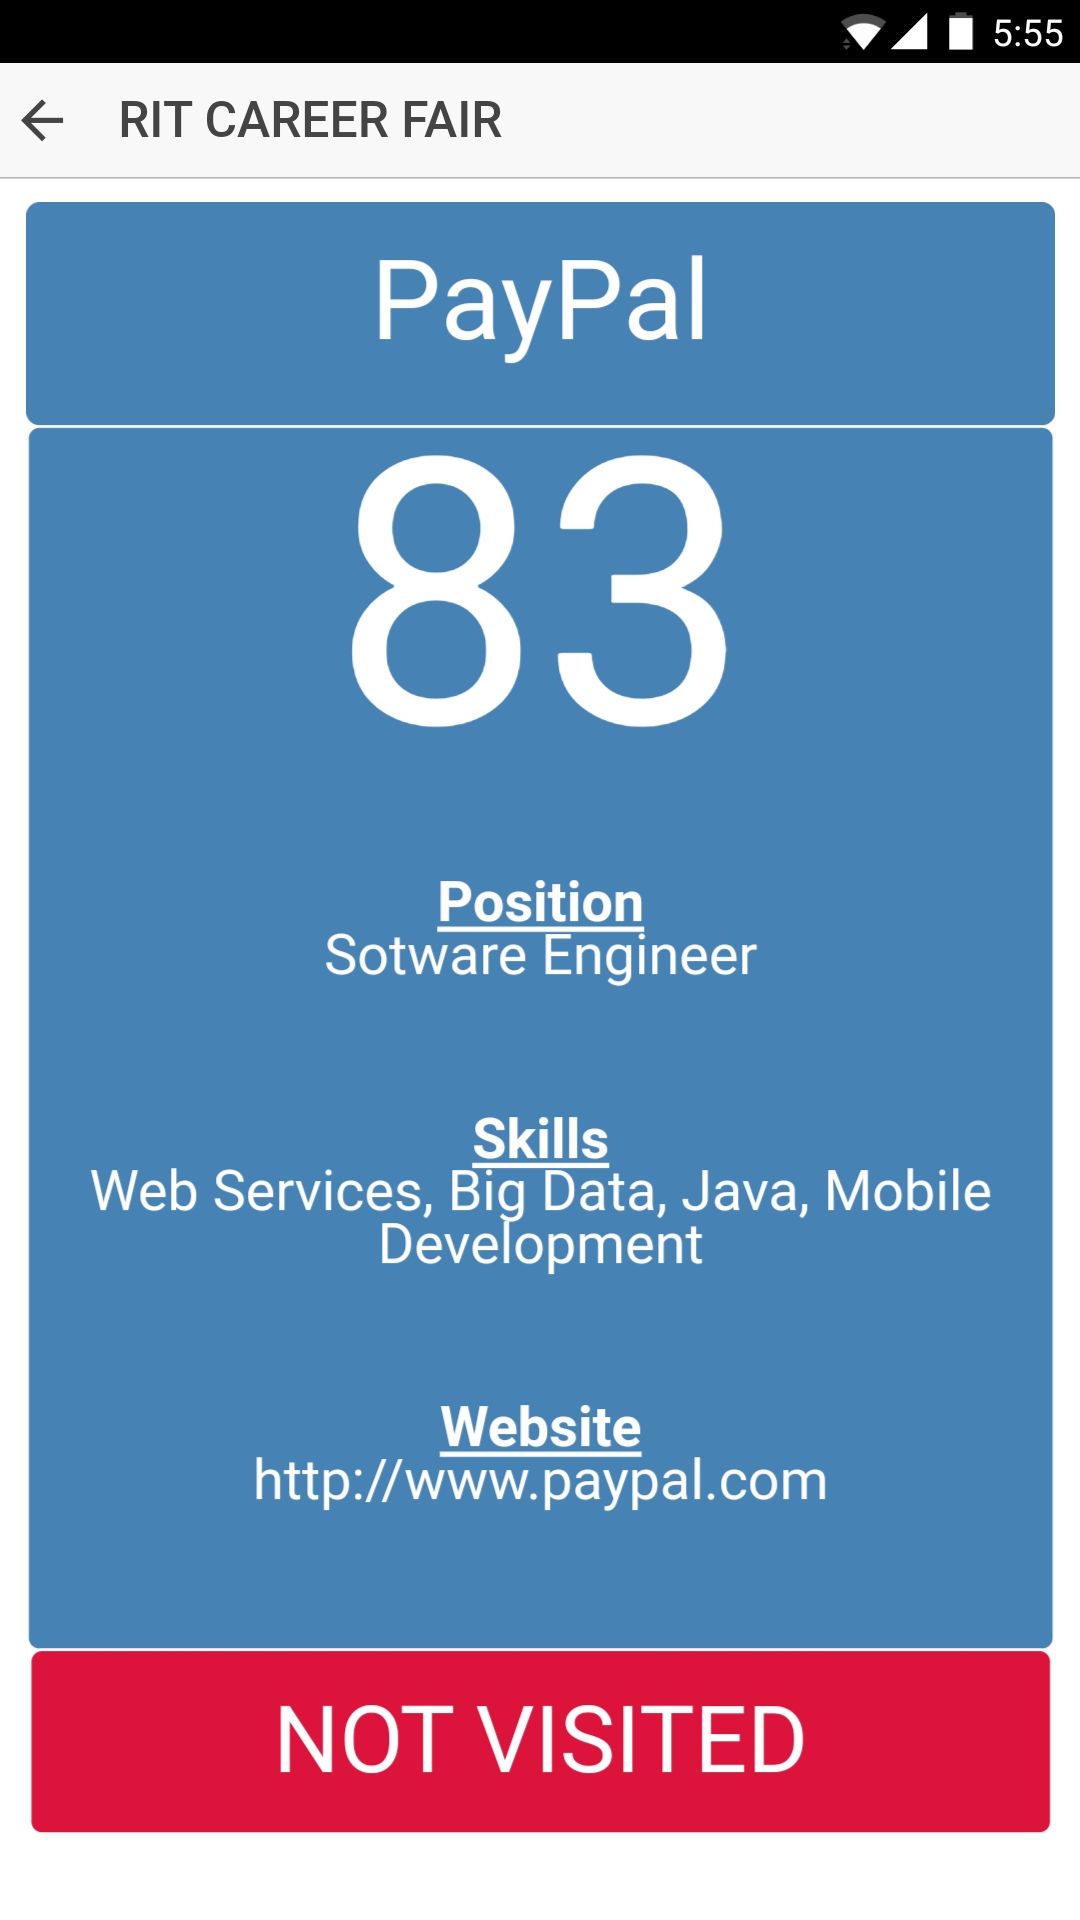 5:55
RIT CAREER FAIR
PayPal
83
Position
Sotware Engineer
Skills
Web Services, Big Data, Java, Mobile
Development
Website
http://www.paypal.com
NOT VISITED